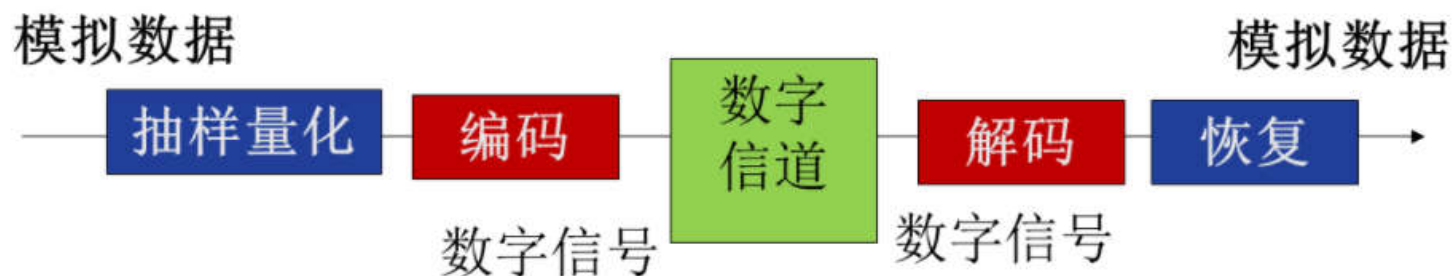 模拟数据
模拟数据
抽样量化
编码
数字
信道
解码
恢复
数字信号
数字信号